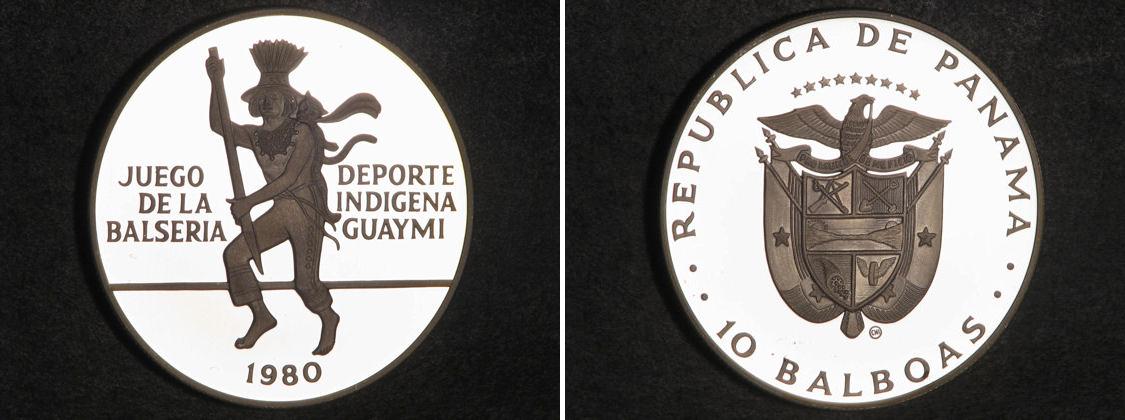 JUEGO
DE LA
BALSERIA
DEPORTE
INDIGENA
GUAYMI
1980
REPUBLICA DE PANAMA
10 BALBOAS